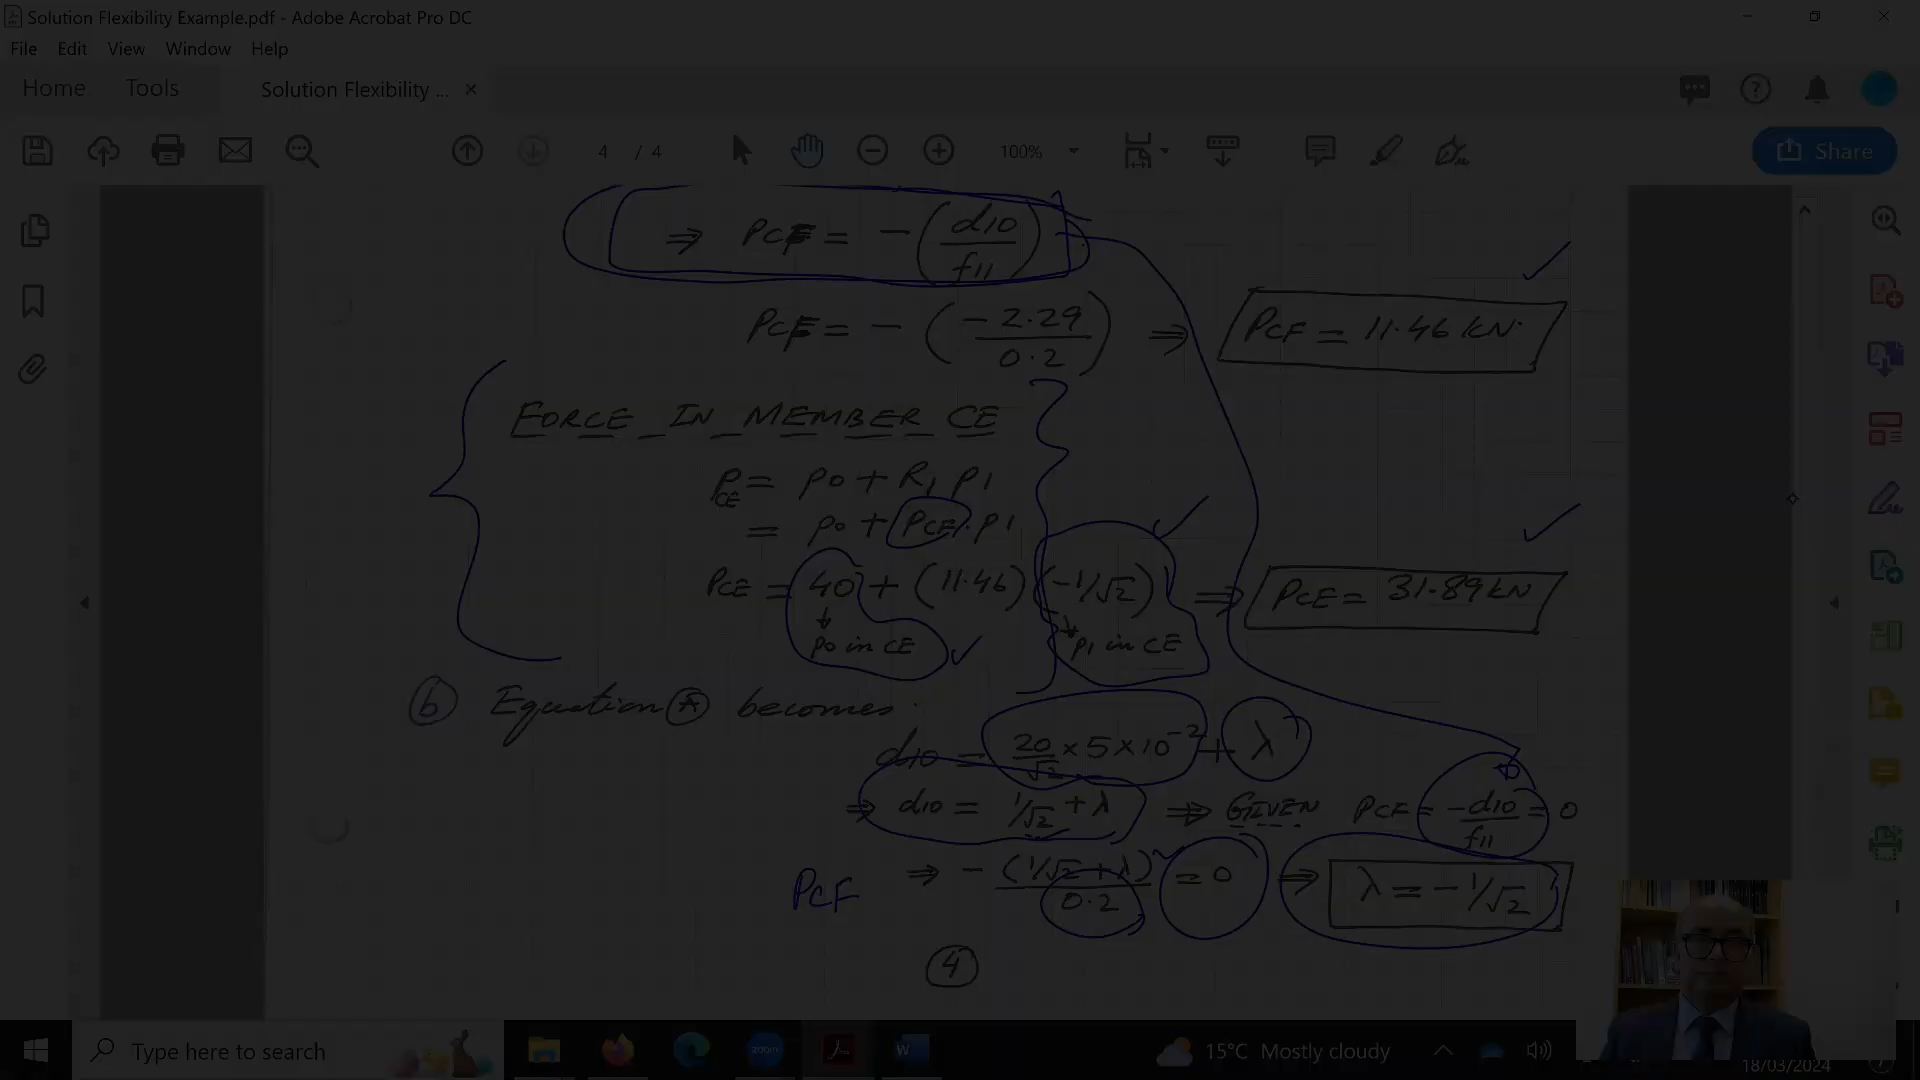 Solution Flexibility Example.pdf - Adobe Acrobat Pro DC
File Edit View Window Help
Home Tools Solution Flexibility ... ×
4 / 4 100% Share
⇒ PCF = - (d10/f11)
PCF = - (-2.29/0.2) ⇒ PCF = 11.46 kN.
FORCE IN MEMBER CE
PCE = p0 + R1 p1
= p0 + PCF . p1
PCE = 40 + (11.46) (-1/√2) ⇒ PCE = 31.89 kN
p0 in CE p1 in CE
(b) Equation (A) becomes
d10 = 20/√2 × 5 × 10⁻² + λ
⇒ d10 = 1/√2 + λ ⇒ GIVEN PCF = -d10/f11 = 0
PCF ⇒ - (1/√2 + λ)/0.2 = 0 ⇒ λ = -1/√2
4
Type here to search zoom W 15°C Mostly cloudy
18/03/2024